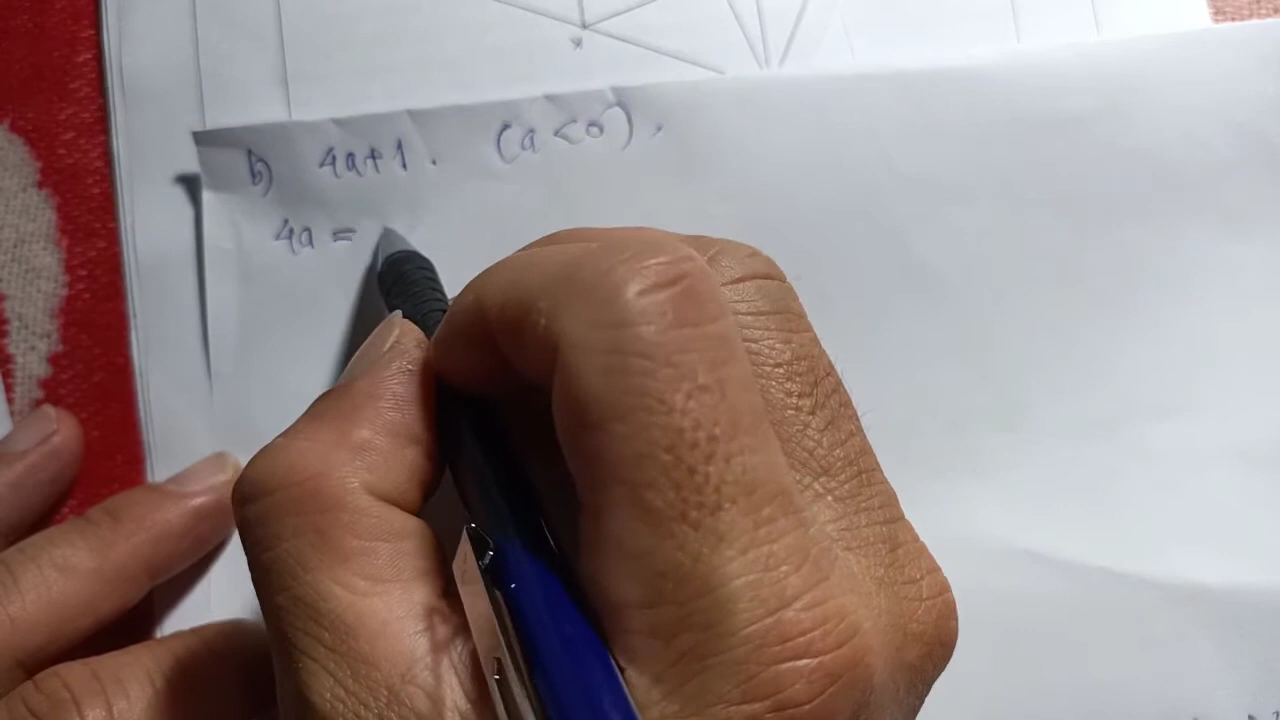 b) 4a+1. (a<0),
4a =